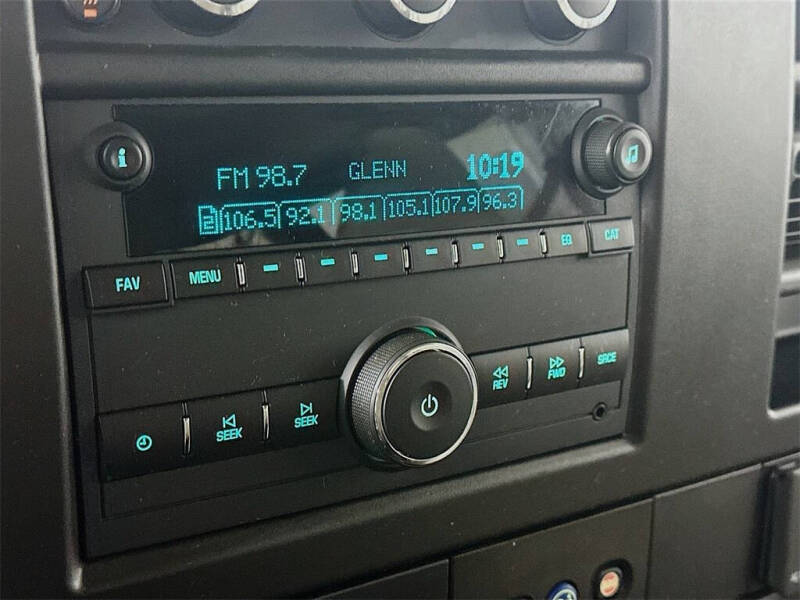 i
FM 98.7 GLENN 10:19
2 106.5 92.1 98.1 105.1 107.9 96.3
FAV MENU EQ CAT
SEEK SEEK REV FWD SRCE